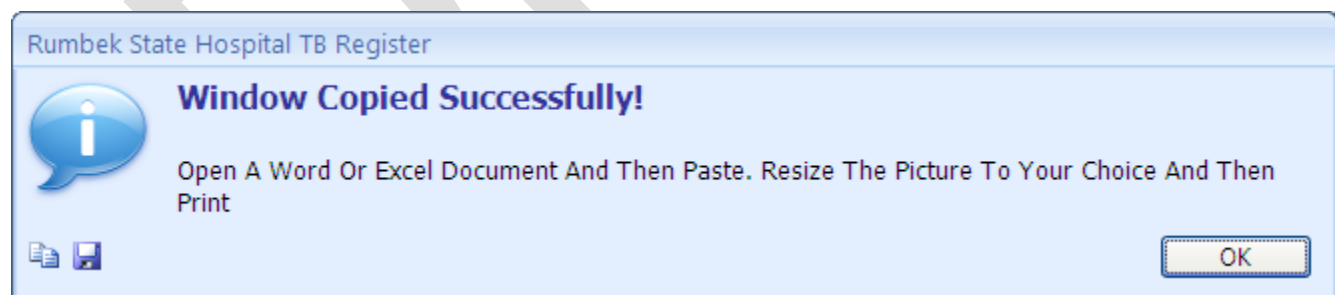 Rumbek State Hospital TB Register
Window Copied Successfully!
Open A Word Or Excel Document And Then Paste. Resize The Picture To Your Choice And Then
Print
OK